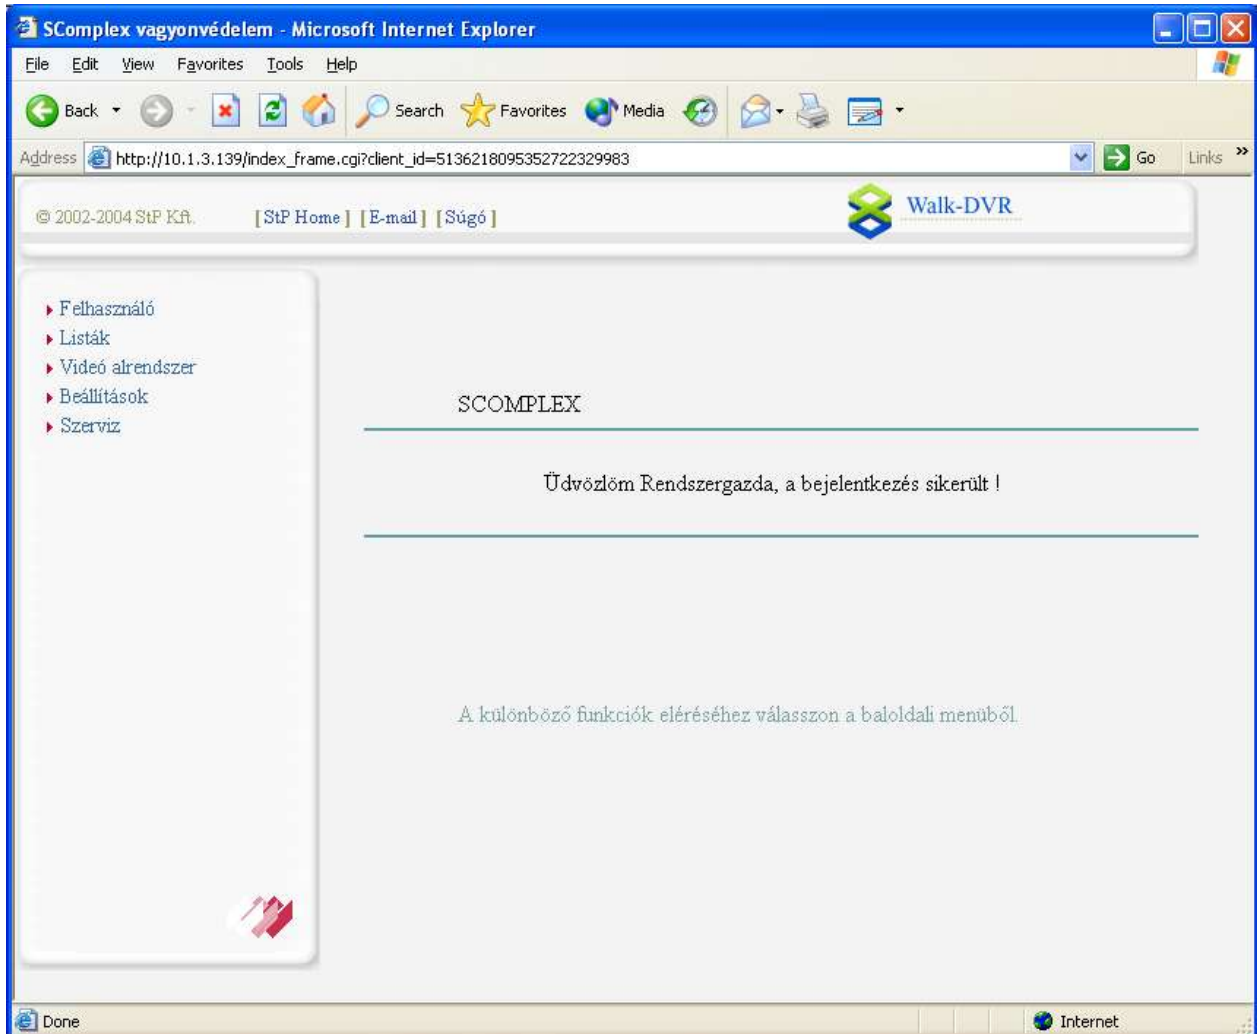 SComplex vagyonvédelem - Microsoft Internet Explorer
File Edit View Favorites Tools Help
Back Search Favorites Media
Address http://10.1.3.139/index_frame.cgi?client_id=5136218095352722329983 Go Links »
© 2002-2004 StP Kft. [ StP Home ] [ E-mail ] [ Súgó ] Walk-DVR
Felhasználó
Listák
Videó alrendszer
Beállítások
Szerviz
SCOMPLEX
Üdvözlöm Rendszergazda, a bejelentkezés sikerült !
A különböző funkciók eléréséhez válasszon a baloldali menüből.
Done Internet